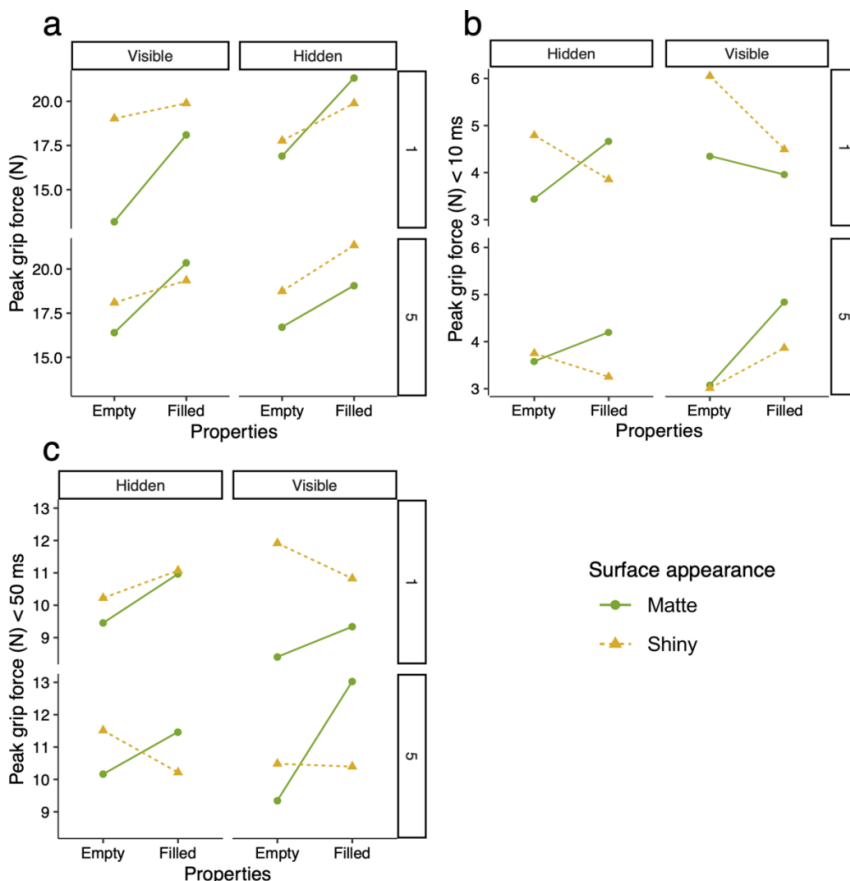 a
Visible
Hidden
Peak grip force (N)
20.0
17.5
15.0
1
20.0
17.5
15.0
5
Empty
Filled
Empty
Filled
Properties
b
Hidden
Visible
Peak grip force (N) < 10 ms
6
5
4
3
1
6
5
4
3
5
Empty
Filled
Empty
Filled
Properties
c
Hidden
Visible
Peak grip force (N) < 50 ms
13
12
11
10
9
1
13
12
11
10
9
5
Empty
Filled
Empty
Filled
Properties
Surface appearance
Matte
Shiny